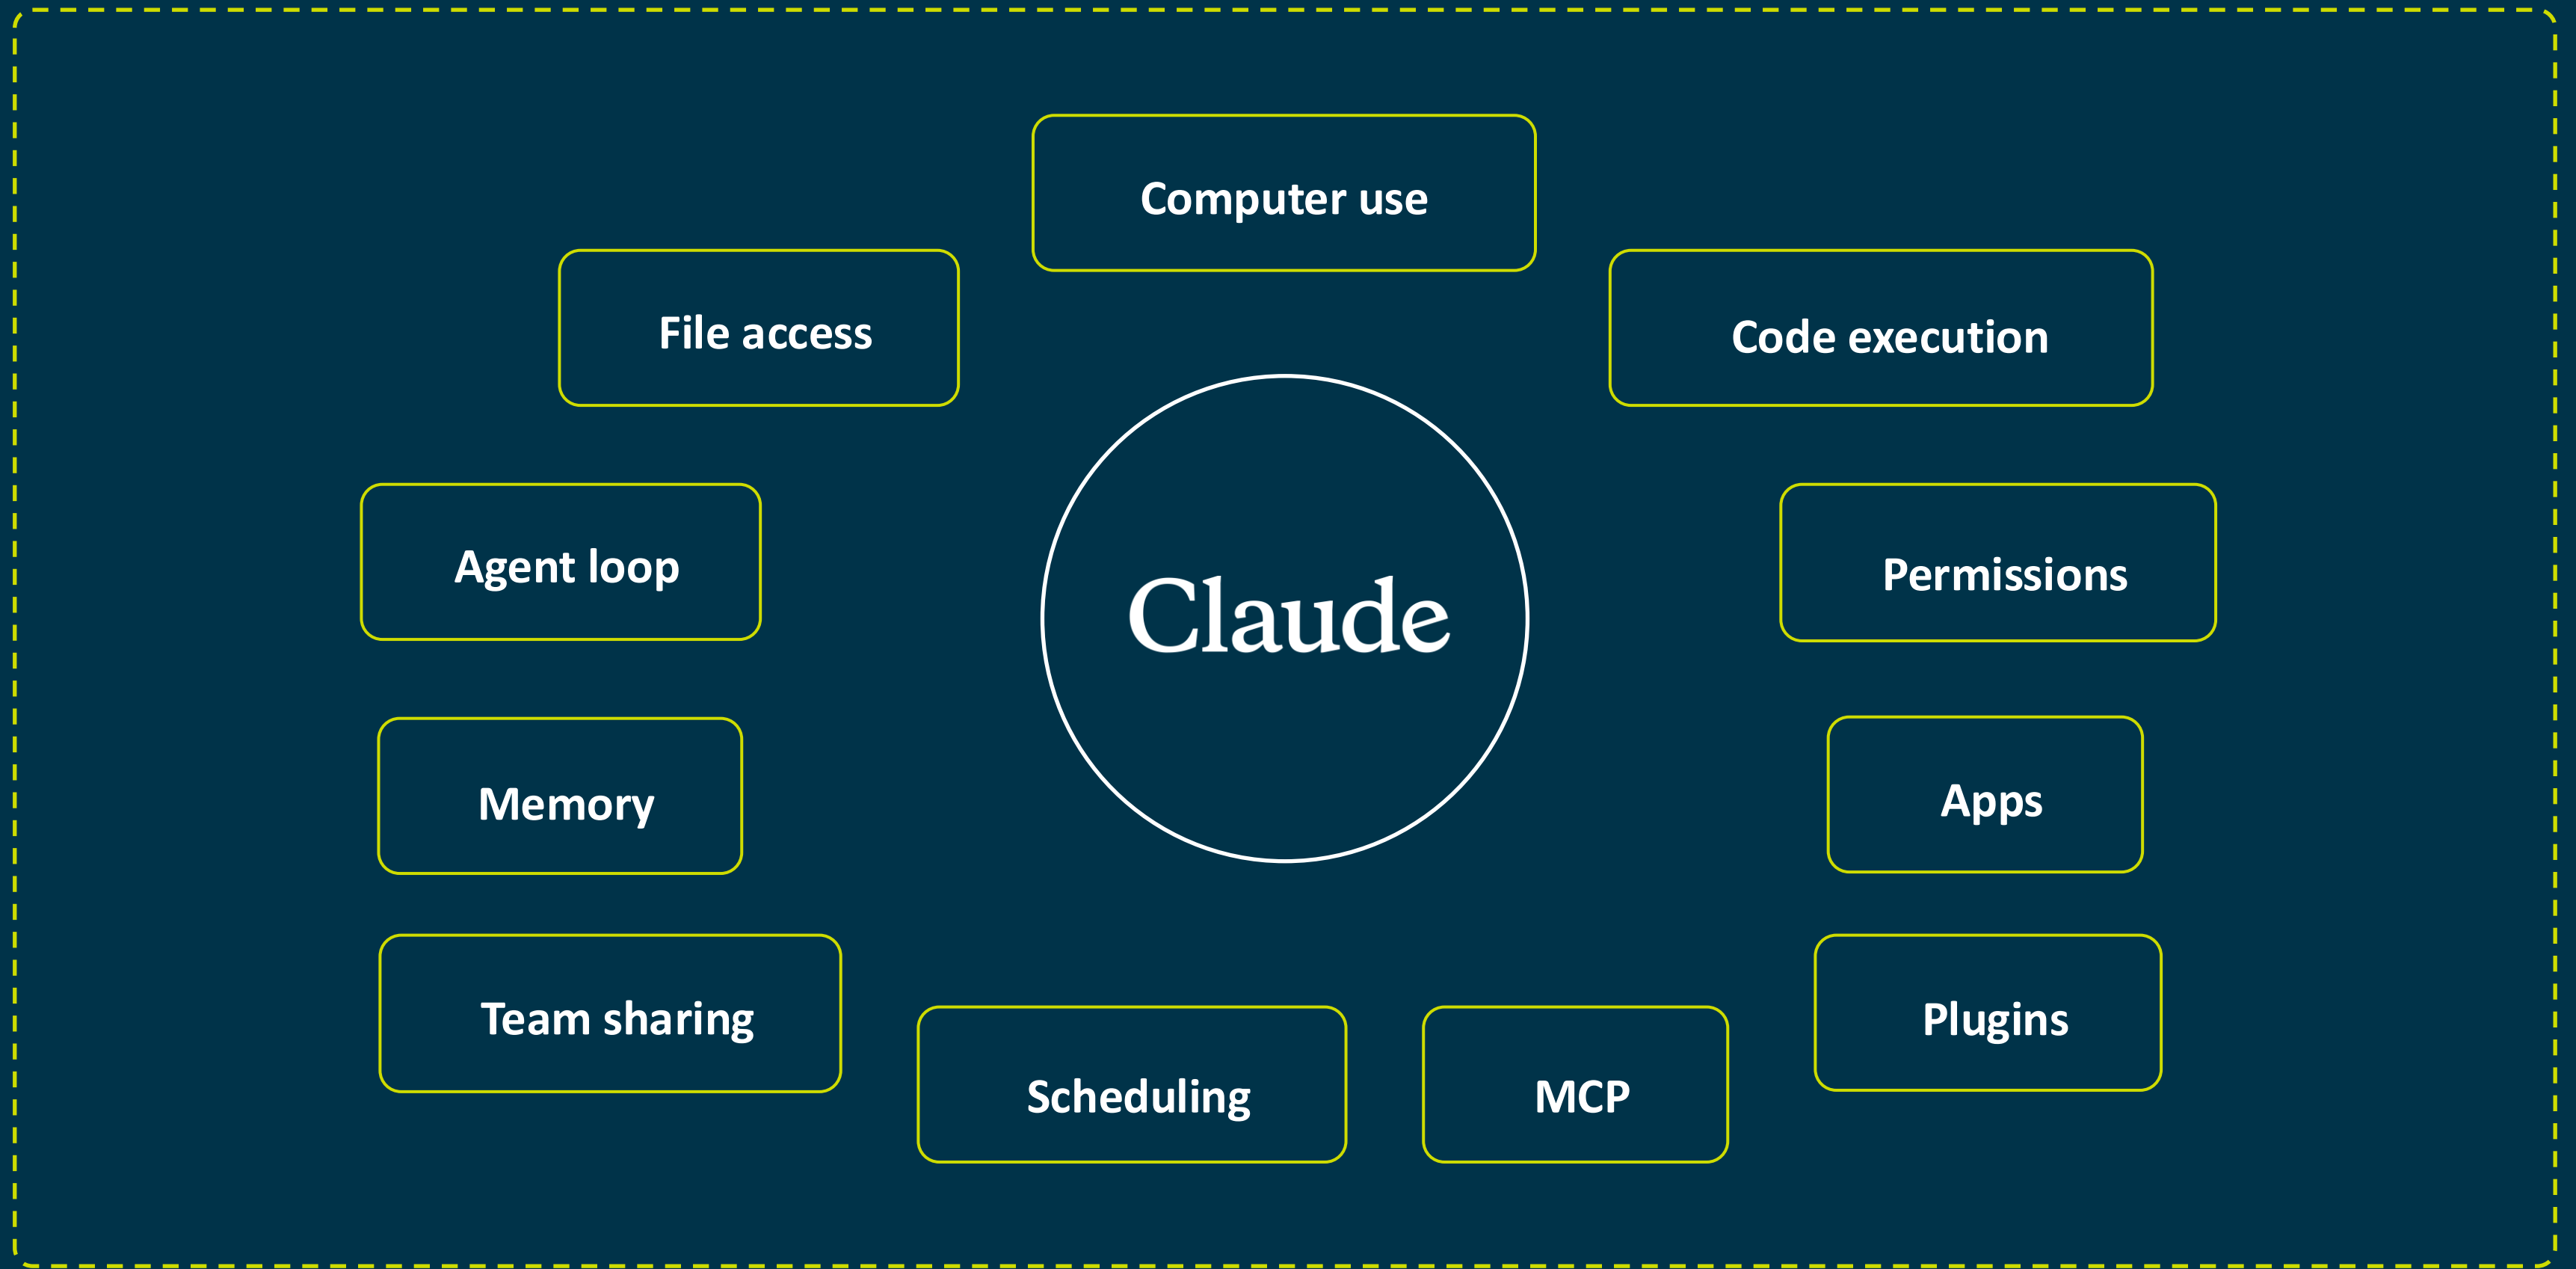 Computer use
File access
Code execution
Agent loop
Permissions
Claude
Memory
Apps
Team sharing
Plugins
Scheduling
MCP